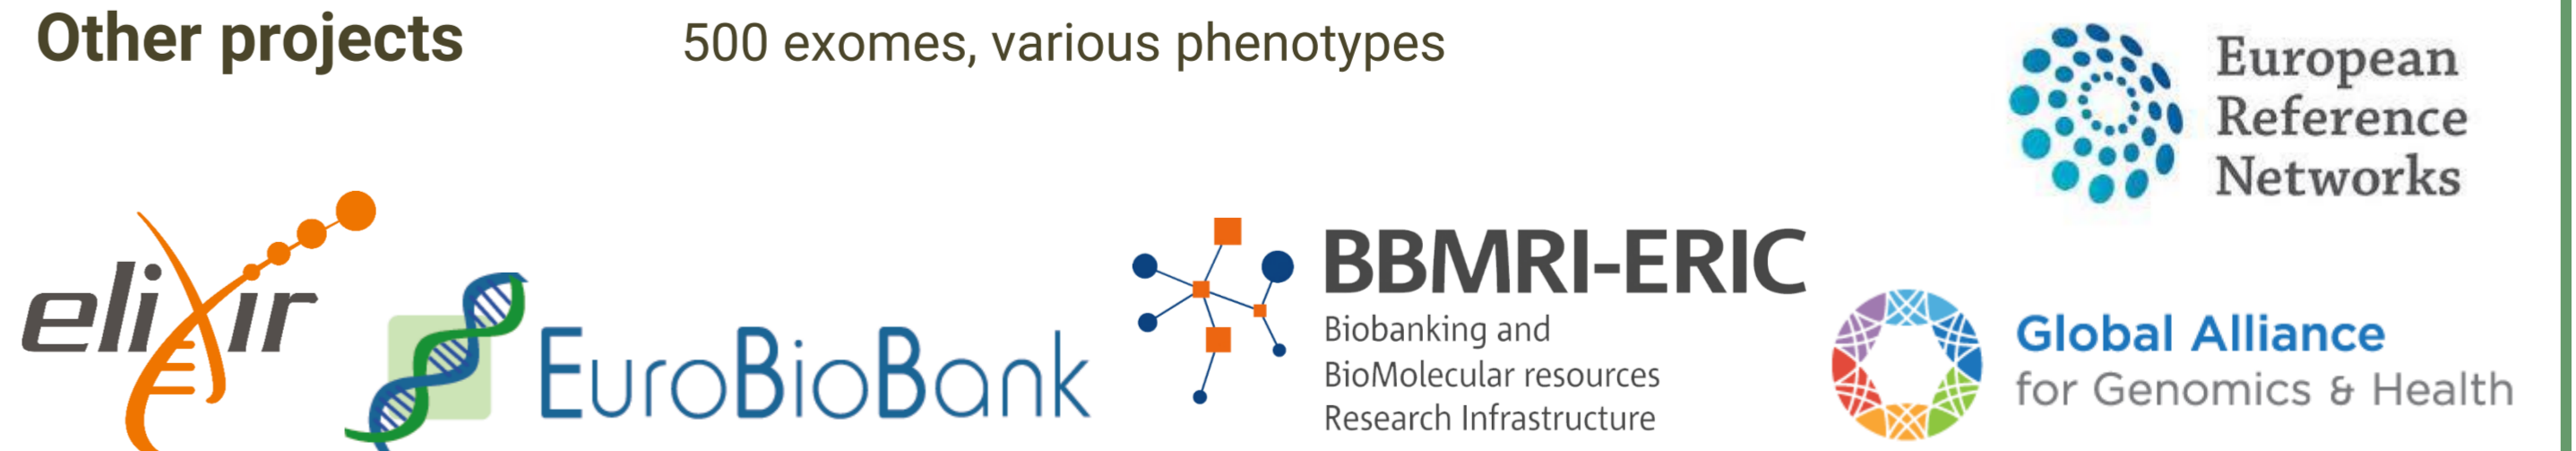 Other projects
500 exomes, various phenotypes
European
Reference
Networks
elixir
EuroBioBank
BBMRI-ERIC
Biobanking and
BioMolecular resources
Research Infrastructure
Global Alliance
for Genomics & Health